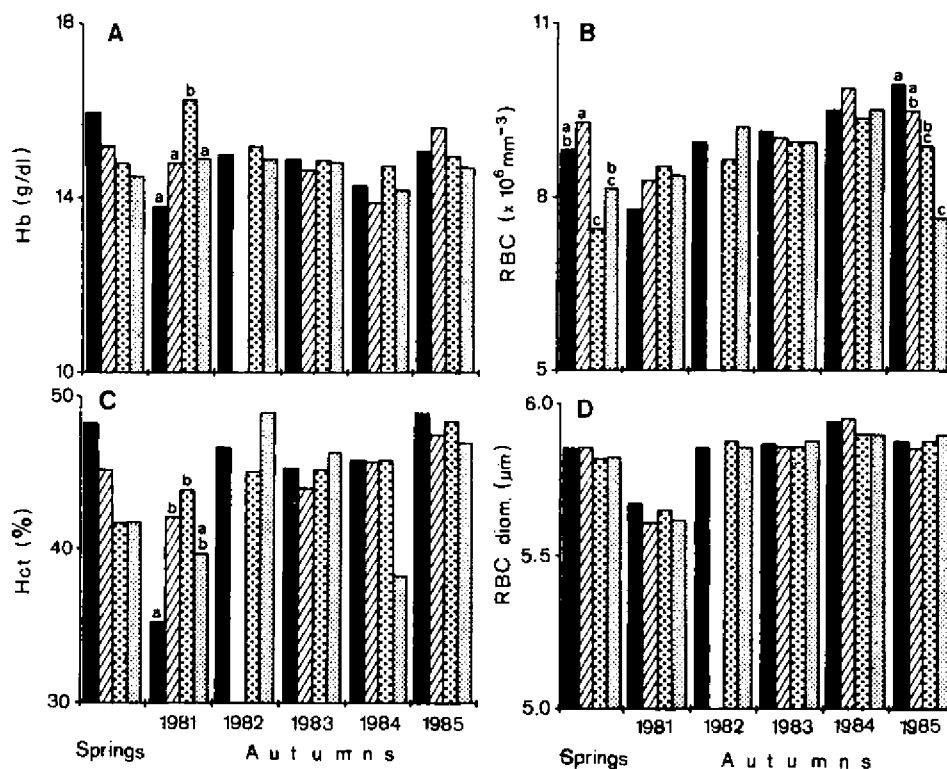 A
Hb (g/dl)
18
14
10
a
a
b
a
B
RBC (× 10⁶ mm⁻³)
11
8
5
a
b
a
c
b
c
a
a
b
b
c
c
C
Hct (%)
50
40
30
a
b
b
a
b
D
RBC diam. (μm)
6.0
5.5
5.0
1981 1982 1983 1984 1985
Springs Autumns
1981 1982 1983 1984 1985
Springs Autumns